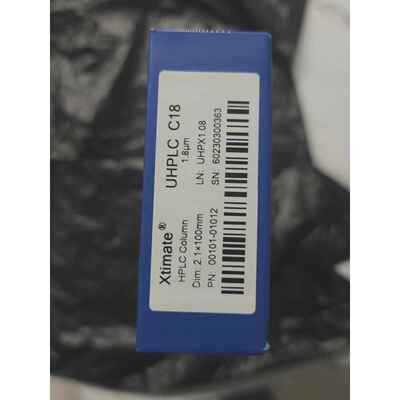 Xtimate® UHPLC C18
HPLC Column 1.8μm
Dim: 2.1×100mm LN: UHPX1.08
PN: 00101-01012 SN: 60230300363